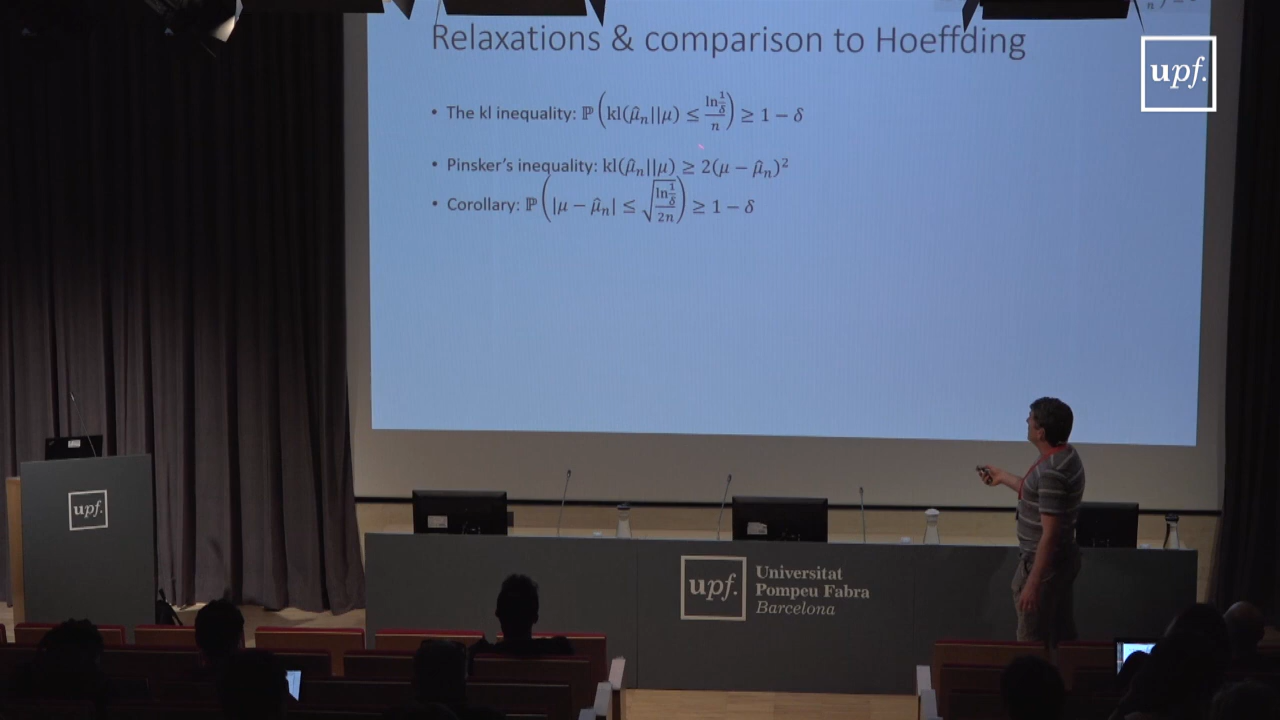 Relaxations & comparison to Hoeffding
upf.
• The kl inequality: ℙ(kl(μ̂ₙ||μ) ≤ (ln 1/δ)/n) ≥ 1 − δ
• Pinsker's inequality: kl(μ̂ₙ||μ) ≥ 2(μ − μ̂ₙ)²
• Corollary: ℙ(|μ − μ̂ₙ| ≤ √((ln 1/δ)/2n)) ≥ 1 − δ
upf.
upf.
Universitat
Pompeu Fabra
Barcelona